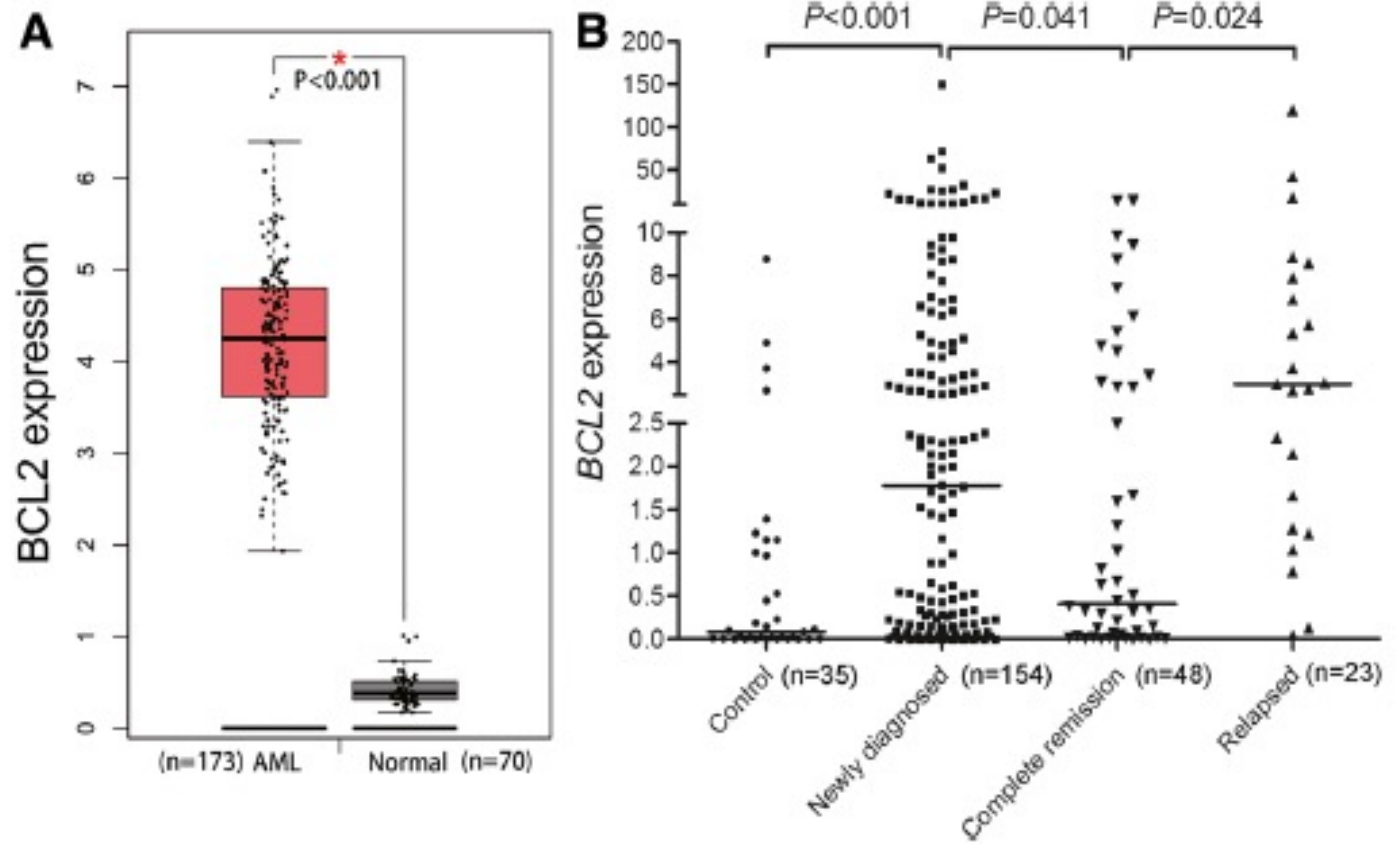 A
BCL2 expression
7
6
5
4
3
2
1
0
*
P<0.001
(n=173) AML
Normal (n=70)
B
BCL2 expression
P<0.001
P=0.041
P=0.024
200
150
100
50
10
8
6
4
2.5
2.0
1.5
1.0
0.5
0.0
Control (n=35)
Newly diagnosed (n=154)
Complete remission (n=48)
Relapsed (n=23)